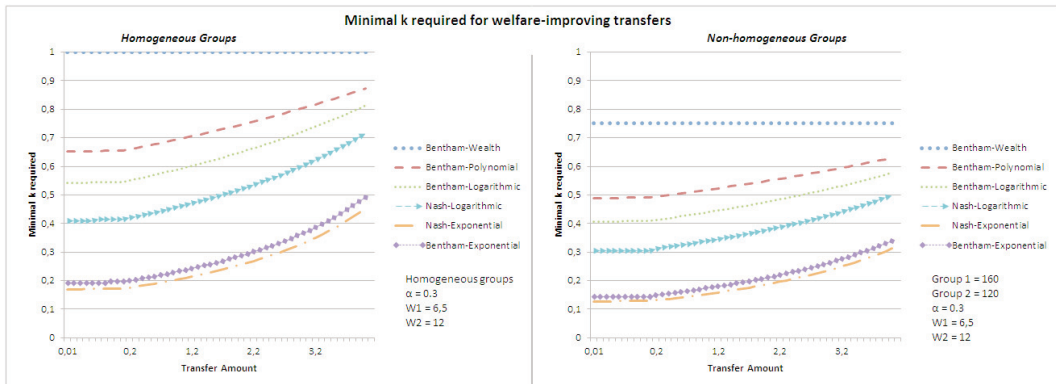 Minimal k required for welfare-improving transfers
Homogeneous Groups
Minimal k required
1
0,9
0,8
0,7
0,6
0,5
0,4
0,3
0,2
0,1
0
0,01
0,2
1,2
2,2
3,2
Transfer Amount
Bentham-Wealth
Bentham-Polynomial
Bentham-Logarithmic
Nash-Logarithmic
Nash-Exponential
Bentham-Exponential
Homogeneous groups
α = 0.3
W1 = 6,5
W2 = 12
Non-homogeneous Groups
Minimal k required
1
0,9
0,8
0,7
0,6
0,5
0,4
0,3
0,2
0,1
0
0,01
0,2
1,2
2,2
3,2
Transfer Amount
Bentham-Wealth
Bentham-Polynomial
Bentham-Logarithmic
Nash-Logarithmic
Nash-Exponential
Bentham-Exponential
Group 1 = 160
Group 2 = 120
α = 0.3
W1 = 6,5
W2 = 12